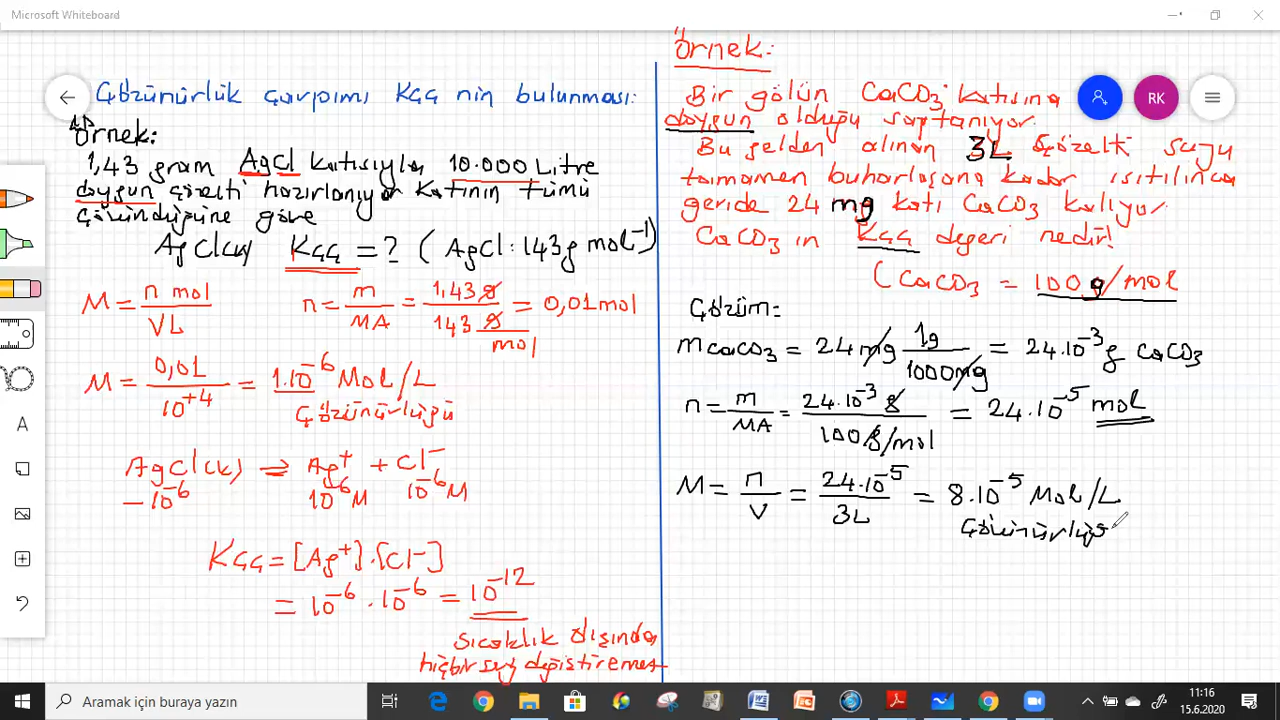 Microsoft Whiteboard
Çözünürlük çarpımı Kçç nin bulunması:
Örnek:
1,43 gram AgCl katısıyla 10.000 Litre
doygun çözelti hazırlanıyor Katının tümü
çözündüğüne göre
AgCl(k) Kçç = ? (AgCl: 143g mol⁻¹)
M = n mol / VL n = m / MA = 1,43 g / 143 g/mol = 0,01 mol
M = 0,01 / 10⁺⁴ = 1.10⁻⁶ Mol/L
Çözünürlüğü
AgCl(k) ⇌ Ag⁺ + Cl⁻
-10⁻⁶ 10⁻⁶M 10⁻⁶M
Kçç = [Ag⁺].[Cl⁻]
= 10⁻⁶ . 10⁻⁶ = 10⁻¹²
Sıcaklık dışında
hiçbir şey değiştiremez
Örnek:
Bir gölün CaCO₃ katısına
doygun olduğu saptanıyor.
Bu gölden alınan 3L çözelti suyu
tamamen buharlaşana kadar ısıtılınca
geride 24 mg katı CaCO₃ kalıyor.
CaCO₃ ın Kçç değeri nedir?
(CaCO₃ = 100 g/mol
Çözüm:
mCaCO₃ = 24 mg 1g / 1000mg = 24.10⁻³ g CaCO₃
n = m / MA = 24.10⁻³ g / 100g/mol = 24.10⁻⁵ mol
M = n / V = 24.10⁻⁵ / 3L = 8.10⁻⁵ Mol/L
Çözünürlüğü
RK
A
Aramak için buraya yazın
11:16
15.6.2020